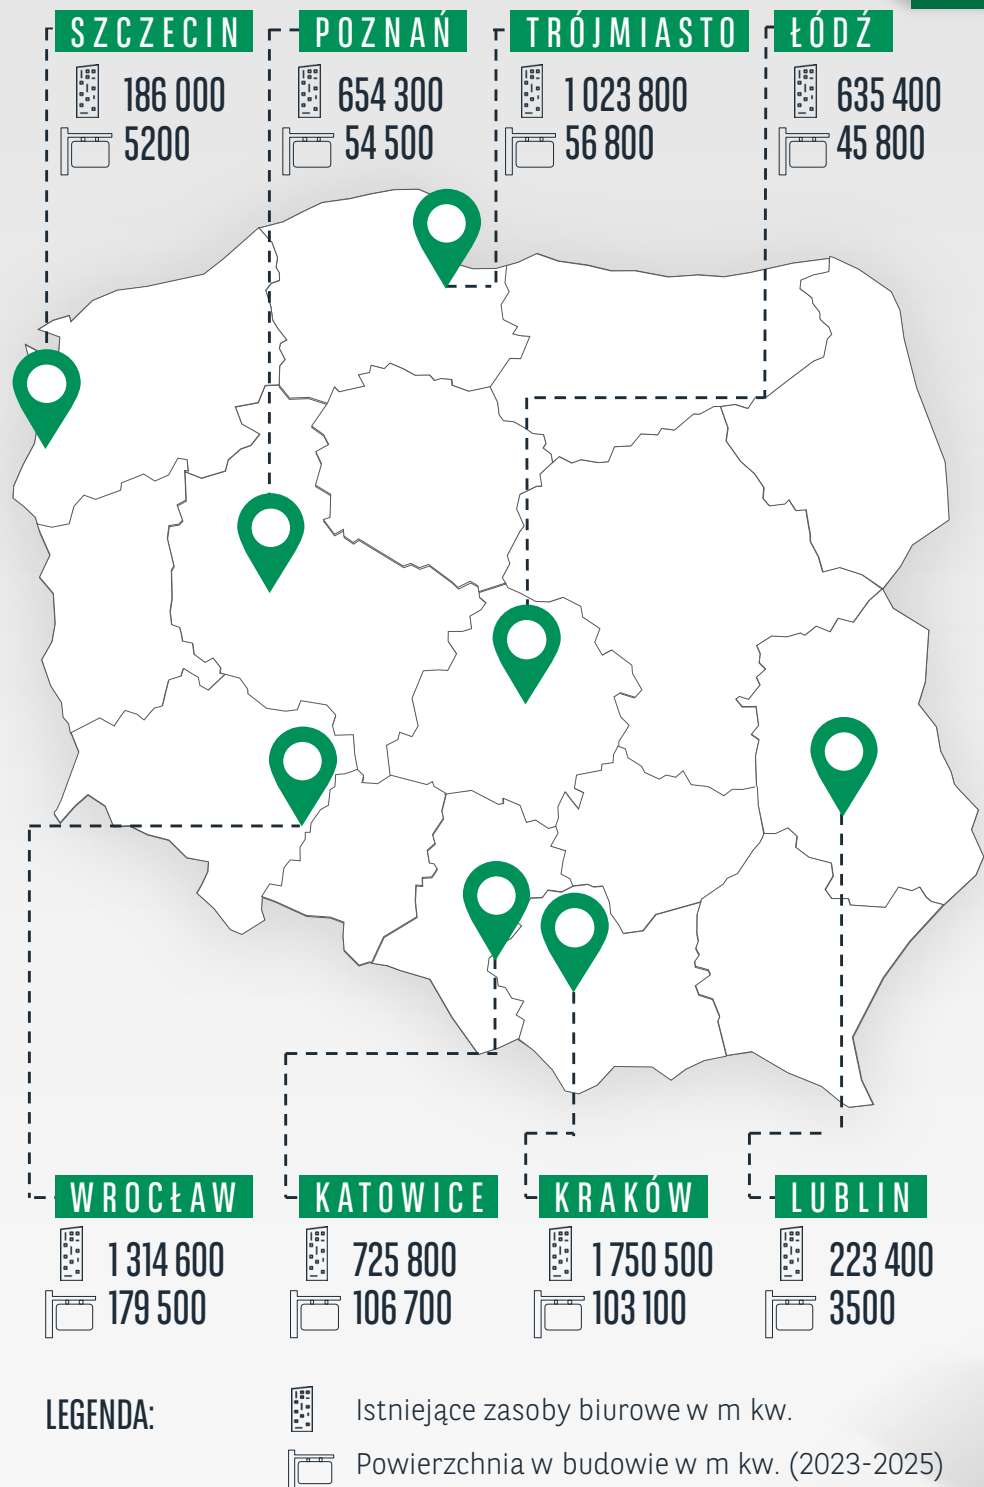 SZCZECIN
186 000
5200
POZNAŃ
654 300
54 500
TRÓJMIASTO
1 023 800
56 800
ŁÓDŹ
635 400
45 800
WROCŁAW
1 314 600
179 500
KATOWICE
725 800
106 700
KRAKÓW
1 750 500
103 100
LUBLIN
223 400
3500
LEGENDA:
Istniejące zasoby biurowe w m kw.
Powierzchnia w budowie w m kw. (2023-2025)